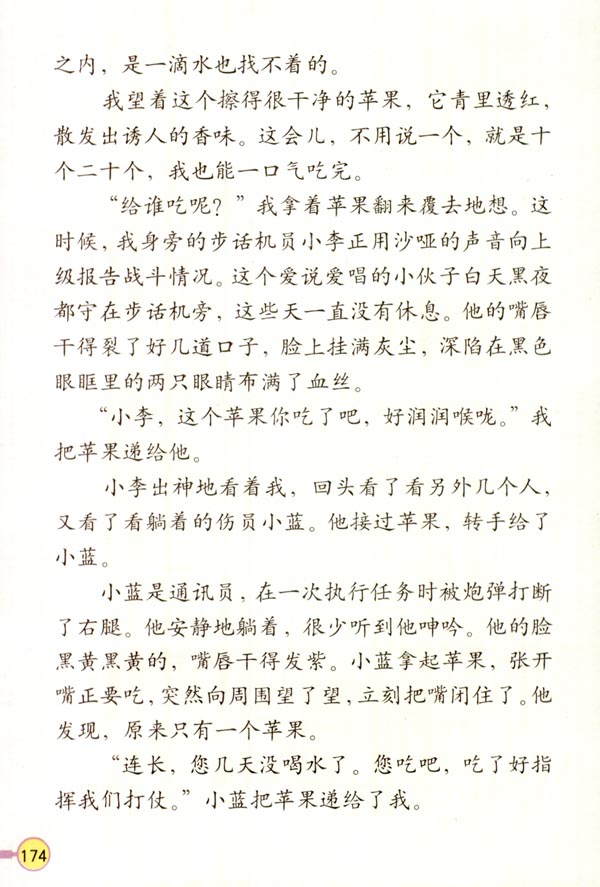 之内，是一滴水也找不着的。
我望着这个擦得很干净的苹果，它青里透红，
散发出诱人的香味。这会儿，不用说一个，就是十
个二十个，我也能一口气吃完。
“给谁吃呢？”我拿着苹果翻来覆去地想。这
时候，我身旁的步话机员小李正用沙哑的声音向上
级报告战斗情况。这个爱说爱唱的小伙子白天黑夜
都守在步话机旁，这些天一直没有休息。他的嘴唇
干得裂了好几道口子，脸上挂满灰尘，深陷在黑色
眼眶里的两只眼睛布满了血丝。
“小李，这个苹果你吃了吧，好润润喉咙。”我
把苹果递给他。
小李出神地看着我，回头看了看另外几个人，
又看了看躺着的伤员小蓝。他接过苹果，转手给了
小蓝。
小蓝是通讯员，在一次执行任务时被炮弹打断
了右腿。他安静地躺着，很少听到他呻吟。他的脸
黑黄黑黄的，嘴唇干得发紫。小蓝拿起苹果，张开
嘴正要吃，突然向周围望了望，立刻把嘴闭住了。他
发现，原来只有一个苹果。
“连长，您几天没喝水了。您吃吧，吃了好指
挥我们打仗。”小蓝把苹果递给了我。
174